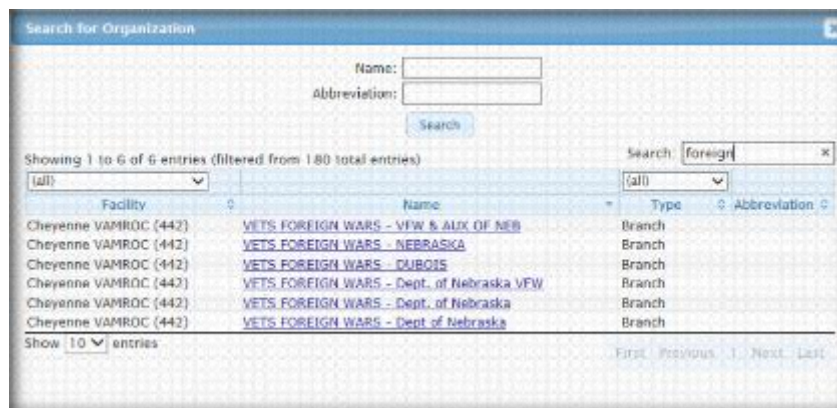 Search for Organization
Name:
Abbreviation:
Search
Showing 1 to 6 of 6 entries (filtered from 180 total entries)
Search: foreign ×
(all) (all)
Facility Name Type Abbreviation
Cheyenne VAMROC (442) VETS FOREIGN WARS - VFW & AUX OF NEB Branch
Cheyenne VAMROC (442) VETS FOREIGN WARS - NEBRASKA Branch
Cheyenne VAMROC (442) VETS FOREIGN WARS - DUBOIS Branch
Cheyenne VAMROC (442) VETS FOREIGN WARS - Dept. of Nebraska VFW Branch
Cheyenne VAMROC (442) VETS FOREIGN WARS - Dept. of Nebraska Branch
Cheyenne VAMROC (442) VETS FOREIGN WARS - Dept of Nebraska Branch
Show 10 entries
First Previous 1 Next Last